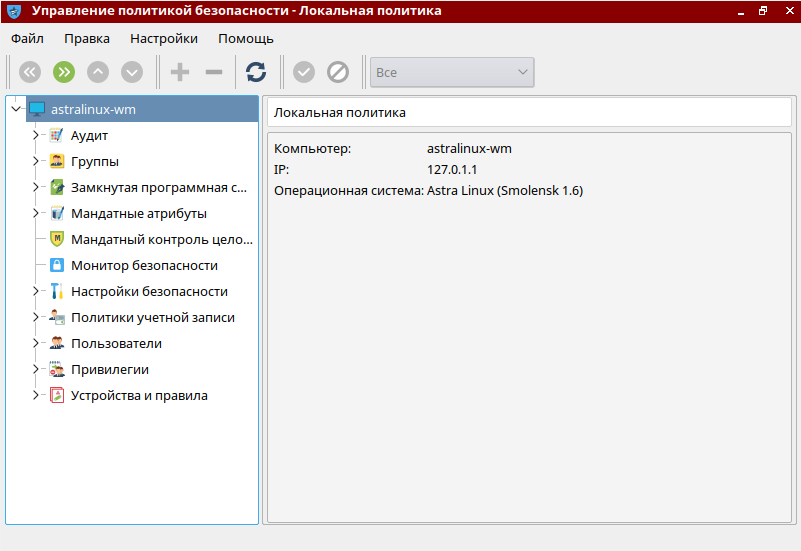 Управление политикой безопасности - Локальная политика
Файл Правка Настройки Помощь
Все
astralinux-wm
Аудит
Группы
Замкнутая программная с...
Мандатные атрибуты
Мандатный контроль цело...
Монитор безопасности
Настройки безопасности
Политики учетной записи
Пользователи
Привилегии
Устройства и правила
Локальная политика
Компьютер: astralinux-wm
IP: 127.0.1.1
Операционная система: Astra Linux (Smolensk 1.6)